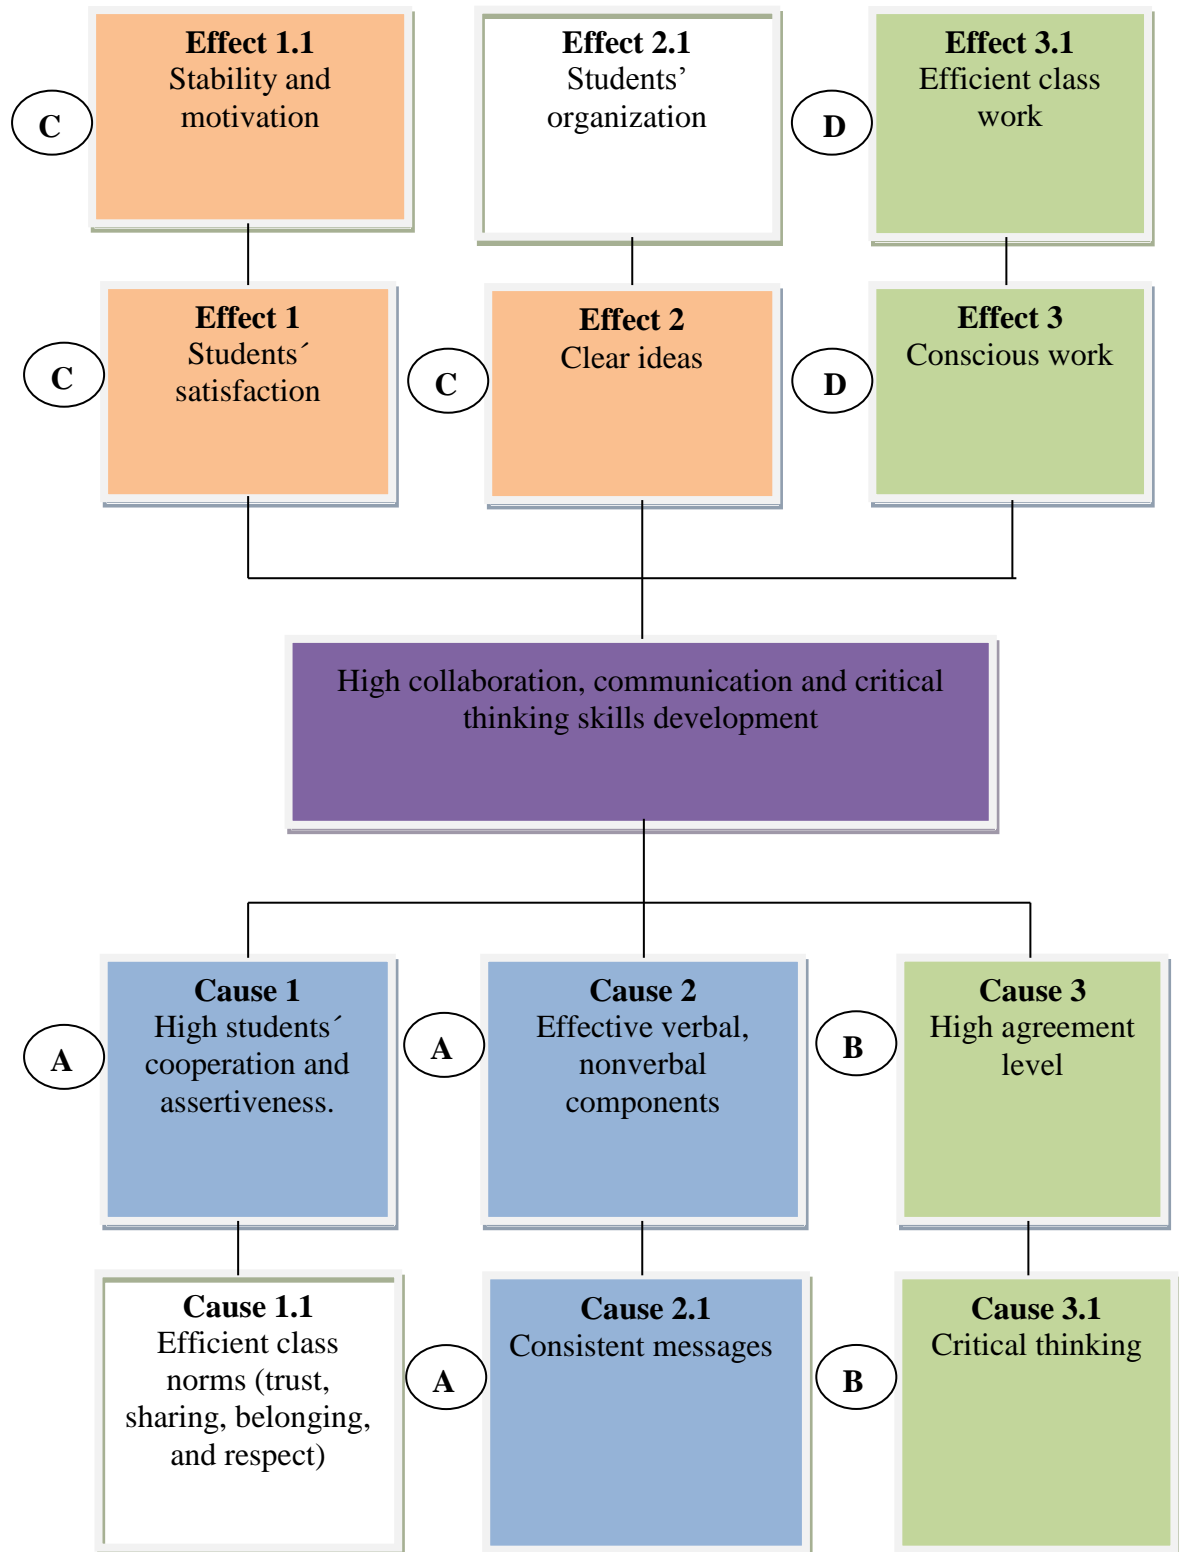 Effect 1.1
Stability and
motivation
C
Effect 2.1
Students’
organization
Effect 3.1
Efficient class
work
D
Effect 1
Students´
satisfaction
C
Effect 2
Clear ideas
C
Effect 3
Conscious work
D
High collaboration, communication and critical
thinking skills development
Cause 1
High students´
cooperation and
assertiveness.
A
Cause 2
Effective verbal,
nonverbal
components
A
Cause 3
High agreement
level
B
Cause 1.1
Efficient class
norms (trust,
sharing, belonging,
and respect)
Cause 2.1
Consistent messages
A
Cause 3.1
Critical thinking
B